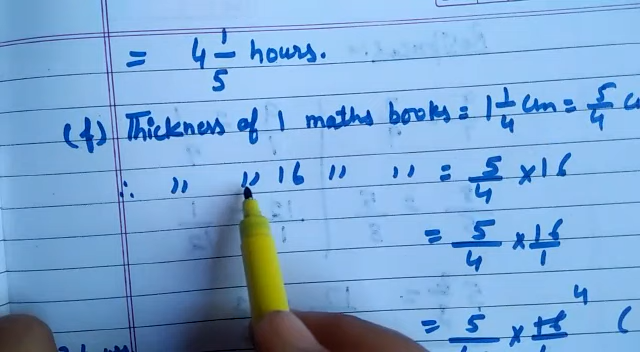 = 4 1/5 hours.
(f) Thickness of 1 maths books = 1 1/4 cm = 5/4
∴ " " 16 " " = 5/4 × 16
= 5/4 × 16/1
= 5/4 × 16 4 (